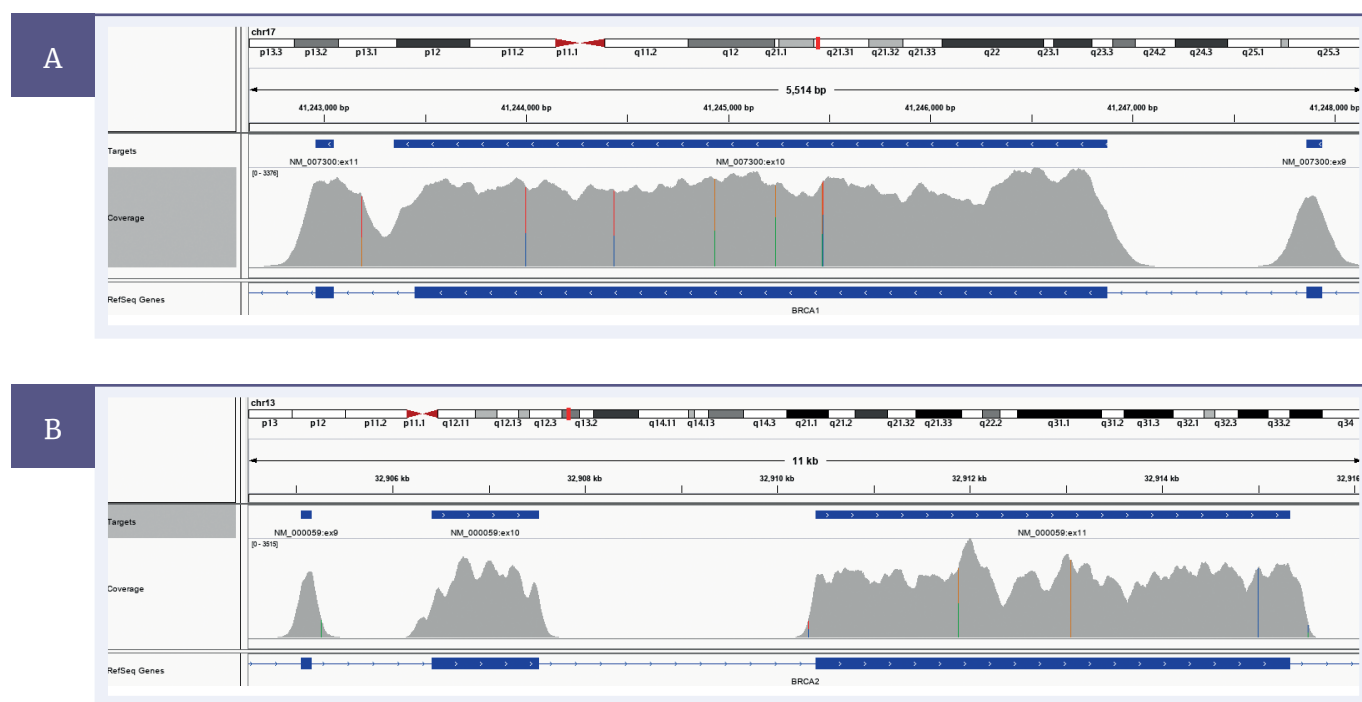 A
chr17
p13.3 p13.2 p13.1 p12 p11.2 p11.1 q11.2 q12 q21.1 q21.31 q21.32 q21.33 q22 q23.1 q23.3 q24.2 q24.3 q25.1 q25.3
5,514 bp
41,243,000 bp 41,244,000 bp 41,245,000 bp 41,246,000 bp 41,247,000 bp 41,248,000 bp
Targets
NM_007300:ex11 NM_007300:ex10 NM_007300:ex9
[0 - 3376]
Coverage
RefSeq Genes
BRCA1
B
chr13
p13 p12 p11.2 p11.1 q12.11 q12.13 q12.3 q13.2 q14.11 q14.13 q14.3 q21.1 q21.2 q21.32 q21.33 q22.2 q31.1 q31.2 q31.3 q32.1 q32.3 q33.2 q34
11 kb
32,906 kb 32,908 kb 32,910 kb 32,912 kb 32,914 kb 32,916
Targets
NM_000059:ex9 NM_000059:ex10 NM_000059:ex11
[0 - 3515]
Coverage
RefSeq Genes
BRCA2